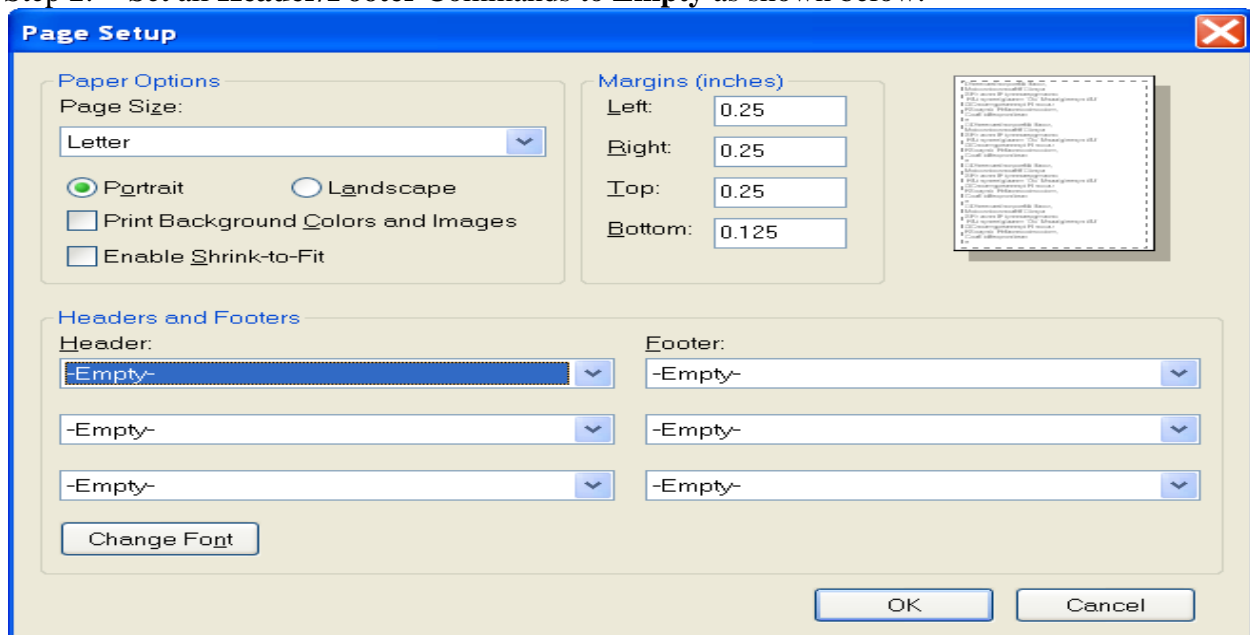 Step 2. Set all Header/Footer Commands to Empty as shown below.
Page Setup
Paper Options
Page Size:
Letter
Portrait Landscape
Print Background Colors and Images
Enable Shrink-to-Fit
Margins (inches)
Left: 0.25
Right: 0.25
Top: 0.25
Bottom: 0.125
Headers and Footers
Header: Footer:
-Empty- -Empty-
-Empty- -Empty-
-Empty- -Empty-
Change Font
OK Cancel